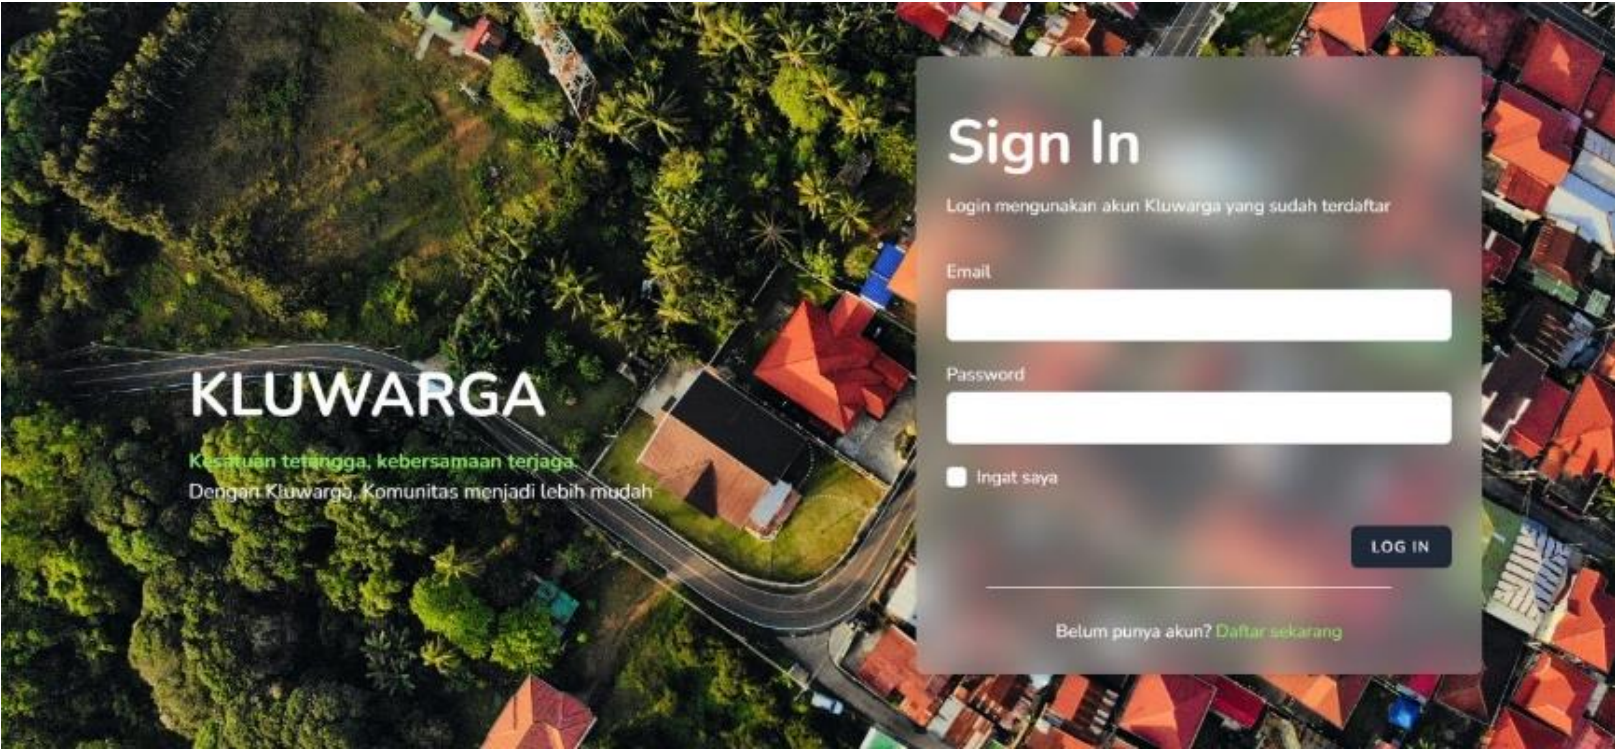 KLUWARGA
Kesatuan tetangga, kebersamaan terjaga.
Dengan Kluwarga, Komunitas menjadi lebih mudah
Sign In
Login mengunakan akun Kluwarga yang sudah terdaftar
Email
Password
Ingat saya
LOG IN
Belum punya akun? Daftar sekarang